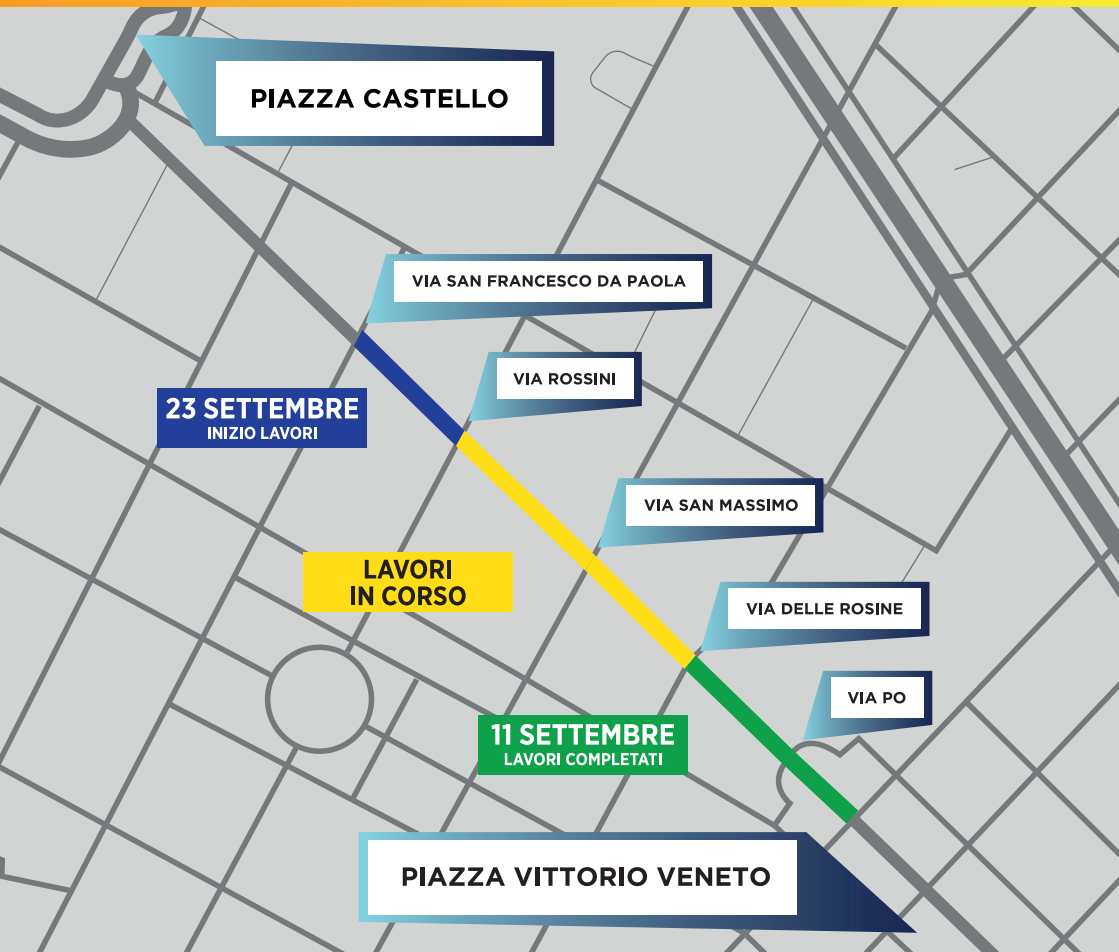 PIAZZA CASTELLO
VIA SAN FRANCESCO DA PAOLA
VIA ROSSINI
23 SETTEMBRE
INIZIO LAVORI
VIA SAN MASSIMO
LAVORI
IN CORSO
VIA DELLE ROSINE
VIA PO
11 SETTEMBRE
LAVORI COMPLETATI
PIAZZA VITTORIO VENETO